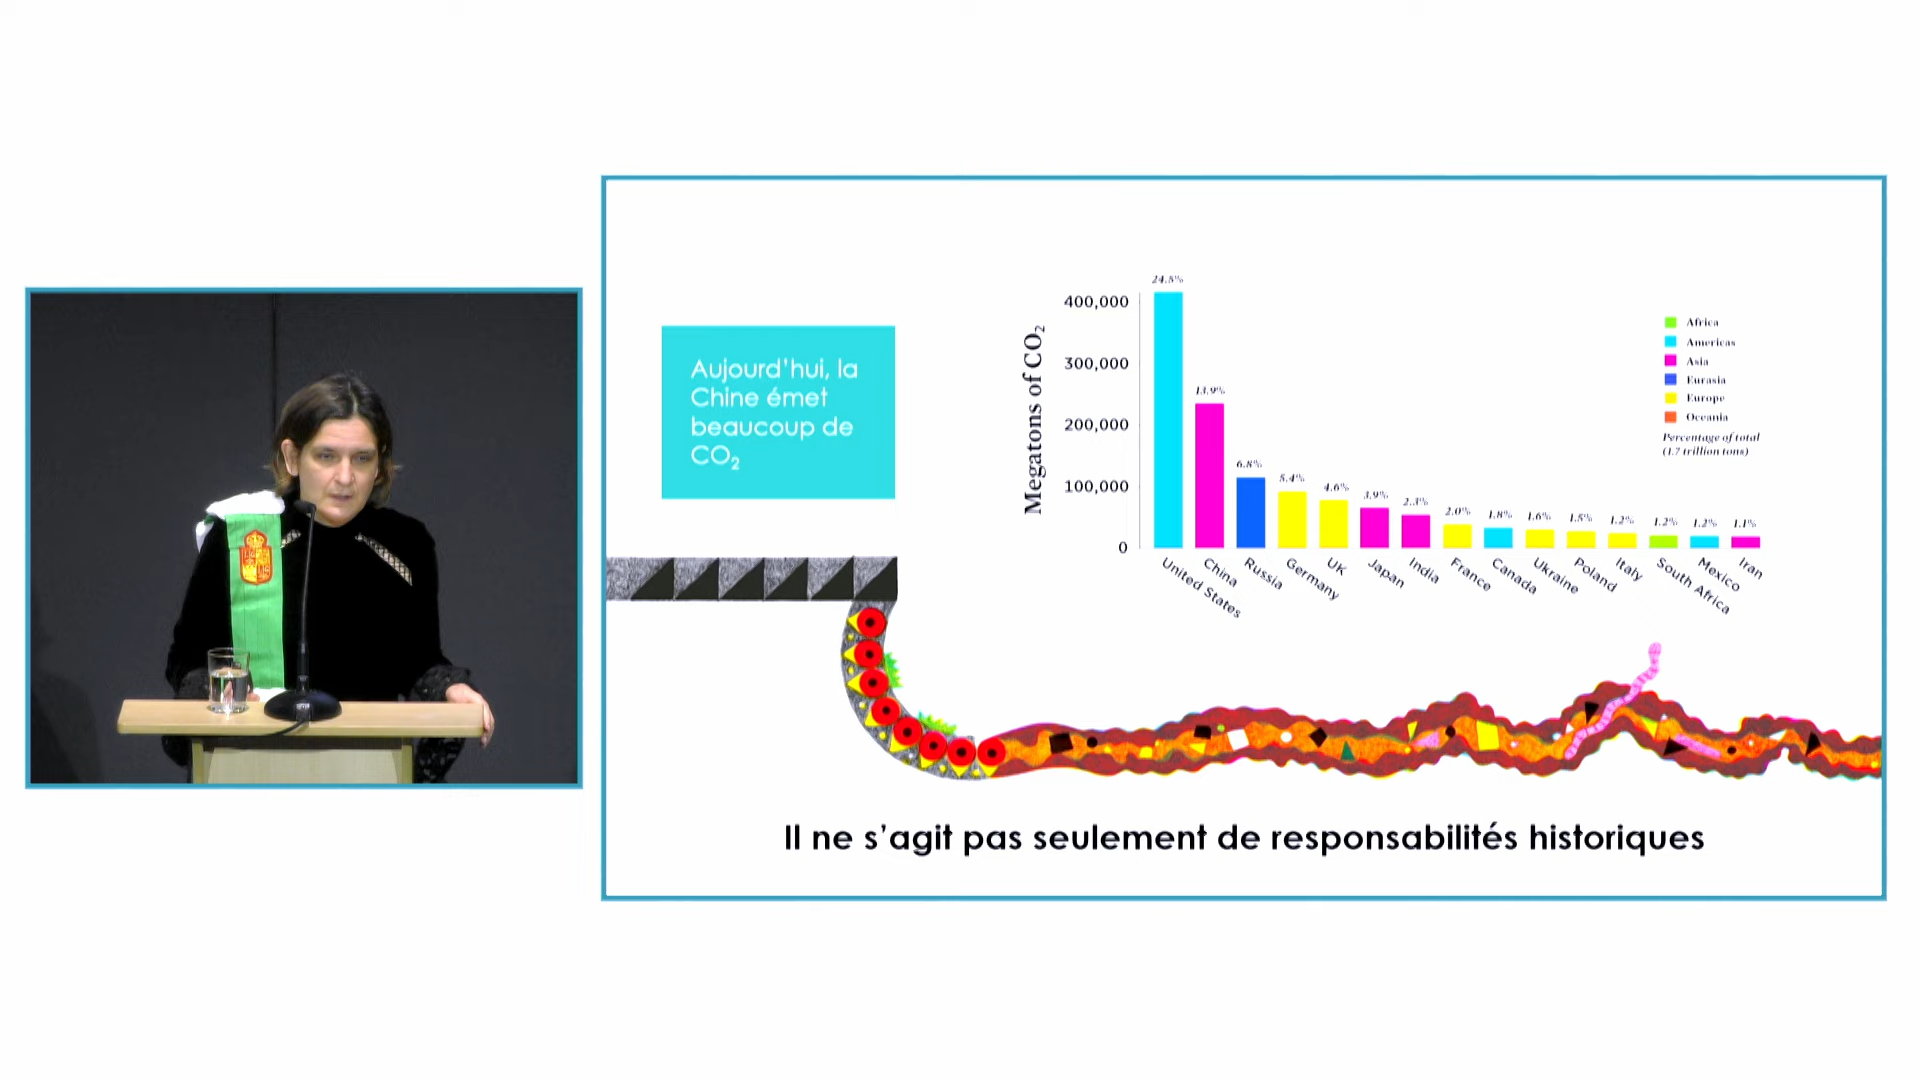 Aujourd'hui, la
Chine émet
beaucoup de
CO₂
Megatons of CO₂
400,000
300,000
200,000
100,000
0
24.5%
13.9%
6.8%
5.4%
4.6%
3.9%
2.3%
2.0%
1.8%
1.6%
1.5%
1.2%
1.2%
1.2%
1.1%
United States
China
Russia
Germany
UK
Japan
India
France
Canada
Ukraine
Poland
Italy
South Africa
Mexico
Iran
Africa
Americas
Asia
Eurasia
Europe
Oceania
Percentage of total
(1.7 trillion tons)
Il ne s'agit pas seulement de responsabilités historiques